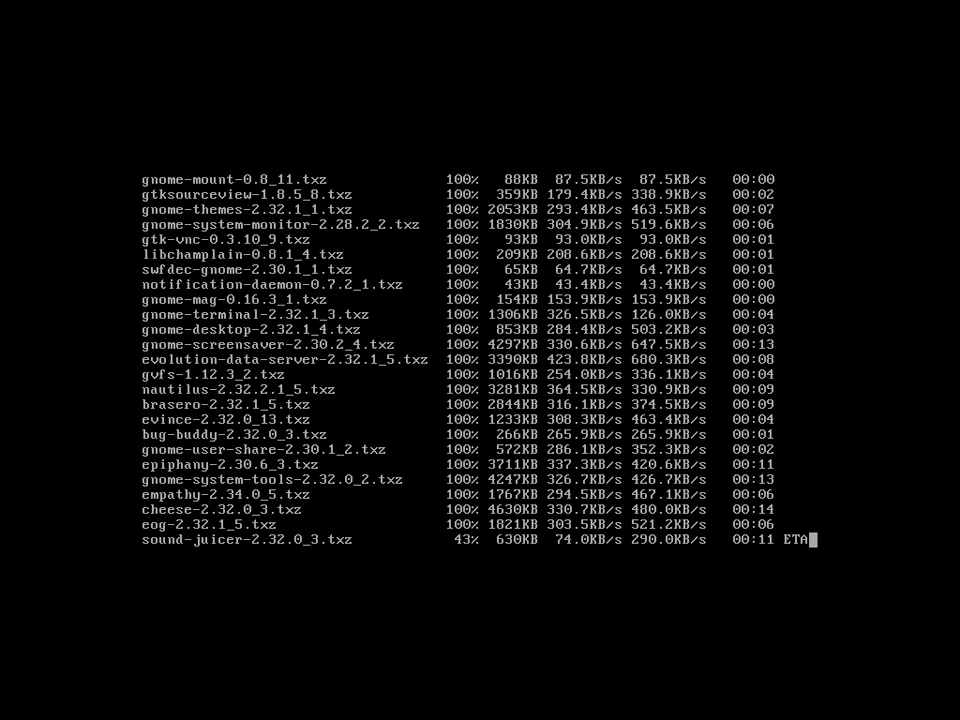 gnome-mount-0.8_11.txz 100% 88KB 87.5KB/s 87.5KB/s 00:00
gtksourceview-1.8.5_8.txz 100% 359KB 179.4KB/s 338.9KB/s 00:02
gnome-themes-2.32.1_1.txz 100% 2053KB 293.4KB/s 463.5KB/s 00:07
gnome-system-monitor-2.28.2_2.txz 100% 1830KB 304.9KB/s 519.6KB/s 00:06
gtk-vnc-0.3.10_9.txz 100% 93KB 93.0KB/s 93.0KB/s 00:01
libchamplain-0.8.1_4.txz 100% 209KB 208.6KB/s 208.6KB/s 00:01
swfdec-gnome-2.30.1_1.txz 100% 65KB 64.7KB/s 64.7KB/s 00:01
notification-daemon-0.7.2_1.txz 100% 43KB 43.4KB/s 43.4KB/s 00:00
gnome-mag-0.16.3_1.txz 100% 154KB 153.9KB/s 153.9KB/s 00:00
gnome-terminal-2.32.1_3.txz 100% 1306KB 326.5KB/s 126.0KB/s 00:04
gnome-desktop-2.32.1_4.txz 100% 853KB 284.4KB/s 503.2KB/s 00:03
gnome-screensaver-2.30.2_4.txz 100% 4297KB 330.6KB/s 647.5KB/s 00:13
evolution-data-server-2.32.1_5.txz 100% 3390KB 423.8KB/s 680.3KB/s 00:08
gvfs-1.12.3_2.txz 100% 1016KB 254.0KB/s 336.1KB/s 00:04
nautilus-2.32.2.1_5.txz 100% 3281KB 364.5KB/s 330.9KB/s 00:09
brasero-2.32.1_5.txz 100% 2844KB 316.1KB/s 374.5KB/s 00:09
evince-2.32.0_13.txz 100% 1233KB 308.3KB/s 463.4KB/s 00:04
bug-buddy-2.32.0_3.txz 100% 266KB 265.9KB/s 265.9KB/s 00:01
gnome-user-share-2.30.1_2.txz 100% 572KB 286.1KB/s 352.3KB/s 00:02
epiphany-2.30.6_3.txz 100% 3711KB 337.3KB/s 420.6KB/s 00:11
gnome-system-tools-2.32.0_2.txz 100% 4247KB 326.7KB/s 426.7KB/s 00:13
empathy-2.34.0_5.txz 100% 1767KB 294.5KB/s 467.1KB/s 00:06
cheese-2.32.0_3.txz 100% 4630KB 330.7KB/s 480.0KB/s 00:14
eog-2.32.1_5.txz 100% 1821KB 303.5KB/s 521.2KB/s 00:06
sound-juicer-2.32.0_3.txz 43% 630KB 74.0KB/s 290.0KB/s 00:11 ETA